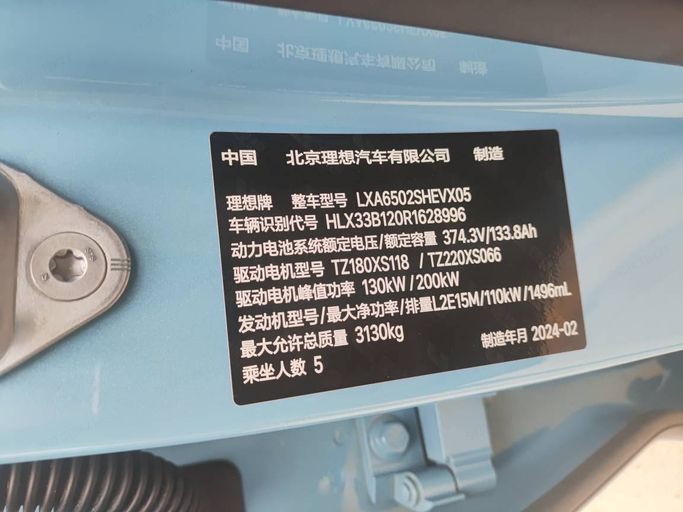 中国 北京理想汽车有限公司 制造
理想牌 整车型号 LXA6502SHEVX05
车辆识别代号 HLX33B120R1628996
动力电池系统额定电压/额定容量 374.3V/133.8Ah
驱动电机型号 TZ180XS118 / TZ220XS066
驱动电机峰值功率 130kW / 200kW
发动机型号/最大净功率/排量L2E15M/110kW/1496mL
最大允许总质量 3130kg
制造年月 2024-02
乘坐人数 5